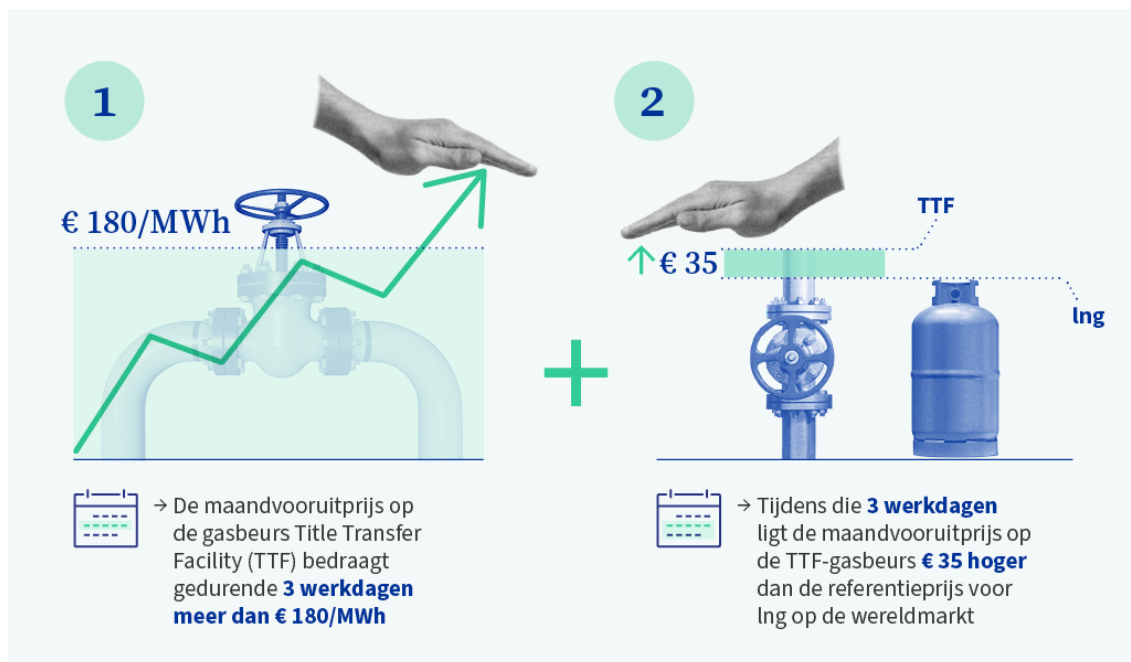 1
€ 180/MWh
→ De maandvooruitprijs op
de gasbeurs Title Transfer
Facility (TTF) bedraagt
gedurende 3 werkdagen
meer dan € 180/MWh
+
2
TTF
↑ € 35
lng
→ Tijdens die 3 werkdagen
ligt de maandvooruitprijs op
de TTF-gasbeurs € 35 hoger
dan de referentieprijs voor
lng op de wereldmarkt